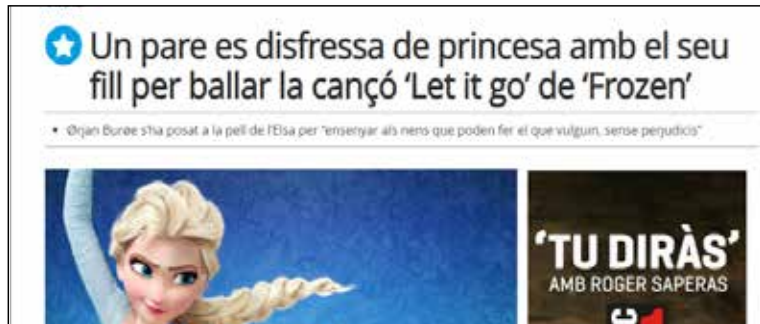 Un pare es disfressa de princesa amb el seu
fill per ballar la cançó ‘Let it go’ de ‘Frozen’
• Ørjan Burøe s'ha posat a la pell de l'Elsa per "ensenyar als nens que poden fer el que vulguin, sense perjudicis"
‘TU DIRÀS’
AMB ROGER SAPERAS